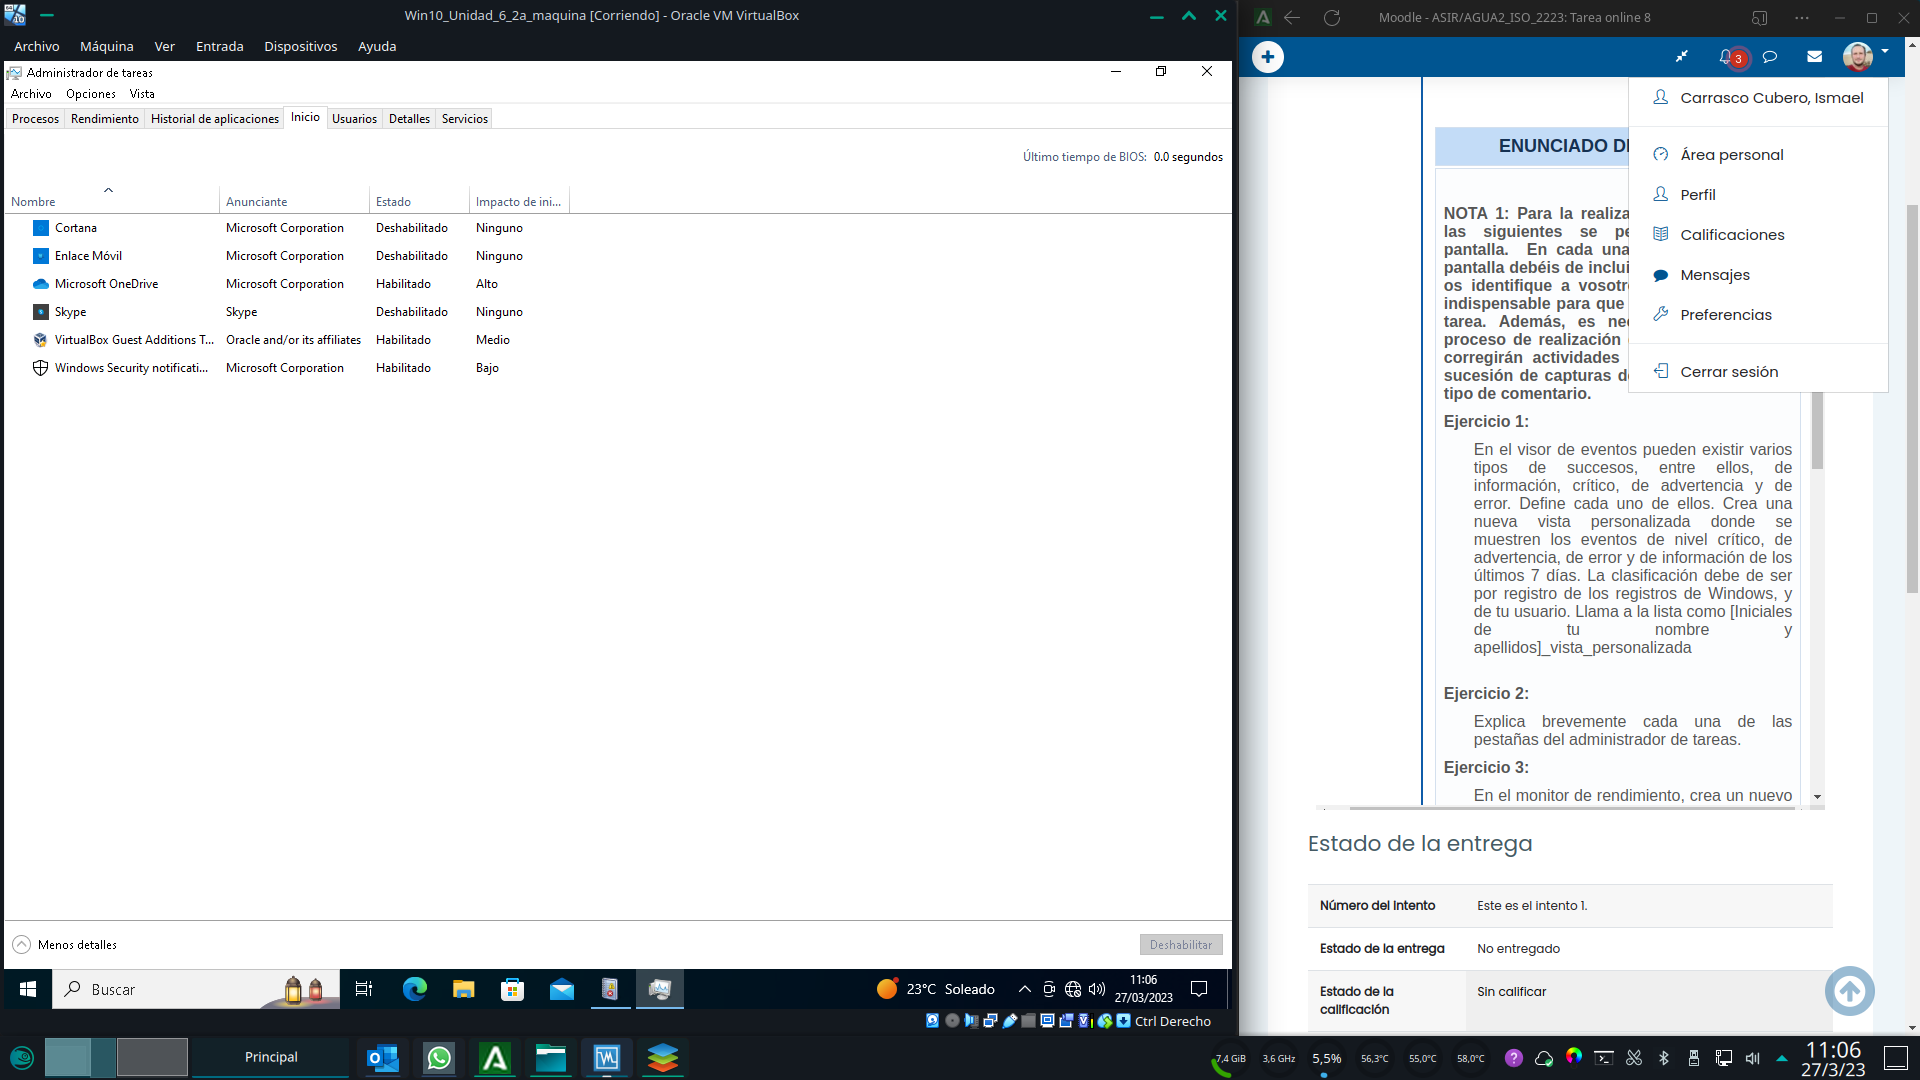 Win10_Unidad_6_2a_maquina [Corriendo] - Oracle VM VirtualBox
Archivo Máquina Ver Entrada Dispositivos Ayuda
Administrador de tareas
Archivo Opciones Vista
Procesos Rendimiento Historial de aplicaciones Inicio Usuarios Detalles Servicios
Último tiempo de BIOS: 0.0 segundos
Nombre Anunciante Estado Impacto de ini...
Cortana Microsoft Corporation Deshabilitado Ninguno
Enlace Móvil Microsoft Corporation Deshabilitado Ninguno
Microsoft OneDrive Microsoft Corporation Habilitado Alto
Skype Skype Deshabilitado Ninguno
VirtualBox Guest Additions T... Oracle and/or its affiliates Habilitado Medio
Windows Security notificati... Microsoft Corporation Habilitado Bajo
Menos detalles
Deshabilitar
Buscar
23°C Soleado
11:06
27/03/2023
Ctrl Derecho
Moodle - ASIR/AGUA2_ISO_2223: Tarea online 8
3
Carrasco Cubero, Ismael
Área personal
Perfil
Calificaciones
Mensajes
Preferencias
Cerrar sesión
ENUNCIADO
NOTA 1: Para la realiza
las siguientes se pe
pantalla. En cada una
pantalla debéis de inclui
os identifique a vosotr
indispensable para que
tarea. Además, es ne
proceso de realización
corregirán actividades
sucesión de capturas d
tipo de comentario.
Ejercicio 1:
En el visor de eventos pueden existir varios
tipos de succesos, entre ellos, de
información, crítico, de advertencia y de
error. Define cada uno de ellos. Crea una
nueva vista personalizada donde se
muestren los eventos de nivel crítico, de
advertencia, de error y de información de los
últimos 7 días. La clasificación debe de ser
por registro de los registros de Windows, y
de tu usuario. Llama a la lista como [Iniciales
de tu nombre y
apellidos]_vista_personalizada
Ejercicio 2:
Explica brevemente cada una de las
pestañas del administrador de tareas.
Ejercicio 3:
En el monitor de rendimiento, crea un nuevo
Estado de la entrega
Número del intento Este es el intento 1.
Estado de la entrega No entregado
Estado de la
calificación
Sin calificar
Principal
7,4 GiB 3,6 GHz 5,5% 56,3°C 55,0°C 58,0°C
11:06
27/3/23